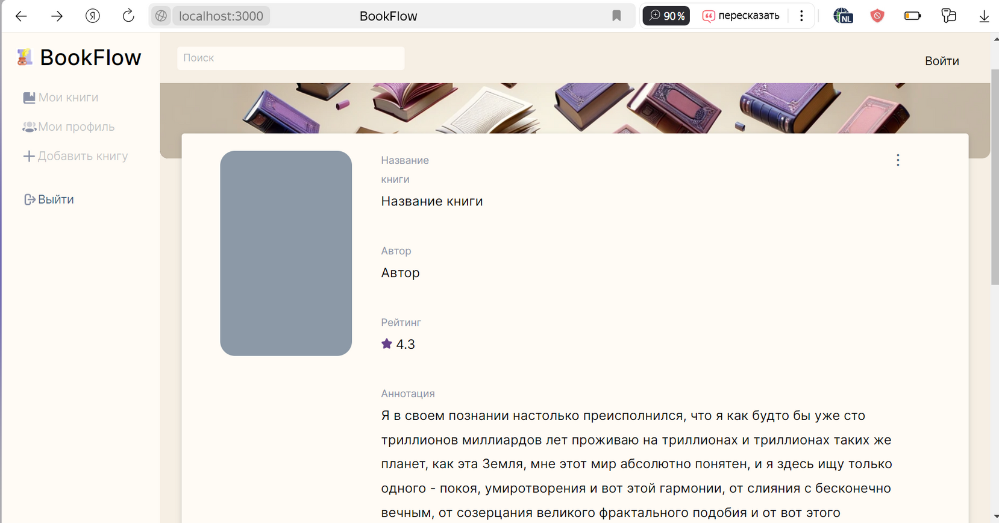 Я localhost:3000 BookFlow 90% пересказать NL
BookFlow
Поиск
Войти
Мои книги
Мои профиль
Добавить книгу
Выйти
Название
книги
Название книги
Автор
Автор
Рейтинг
4.3
Аннотация
Я в своем познании настолько преисполнился, что я как будто бы уже сто
триллионов миллиардов лет проживаю на триллионах и триллионах таких же
планет, как эта Земля, мне этот мир абсолютно понятен, и я здесь ищу только
одного - покоя, умиротворения и вот этой гармонии, от слияния с бесконечно
вечным, от созерцания великого фрактального подобия и от вот этого